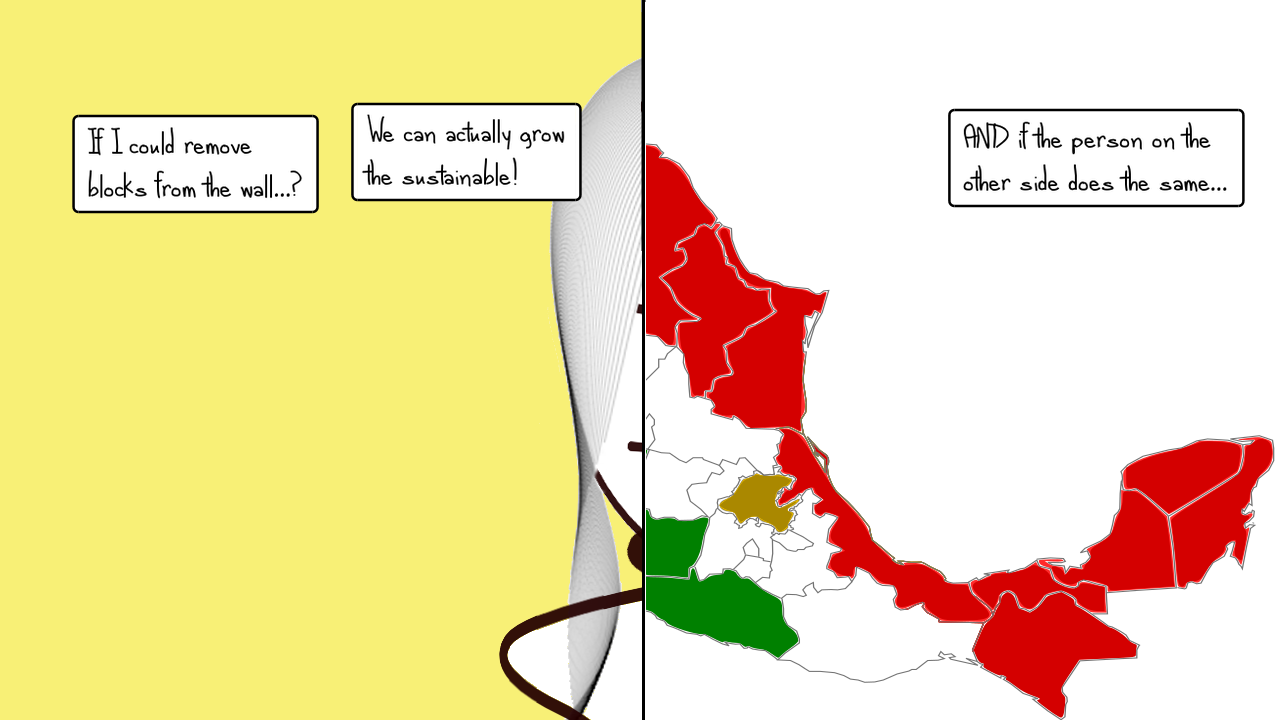 If I could remove
blocks from the wall...?
We can actually grow
the sustainable!
AND if the person on the
other side does the same...